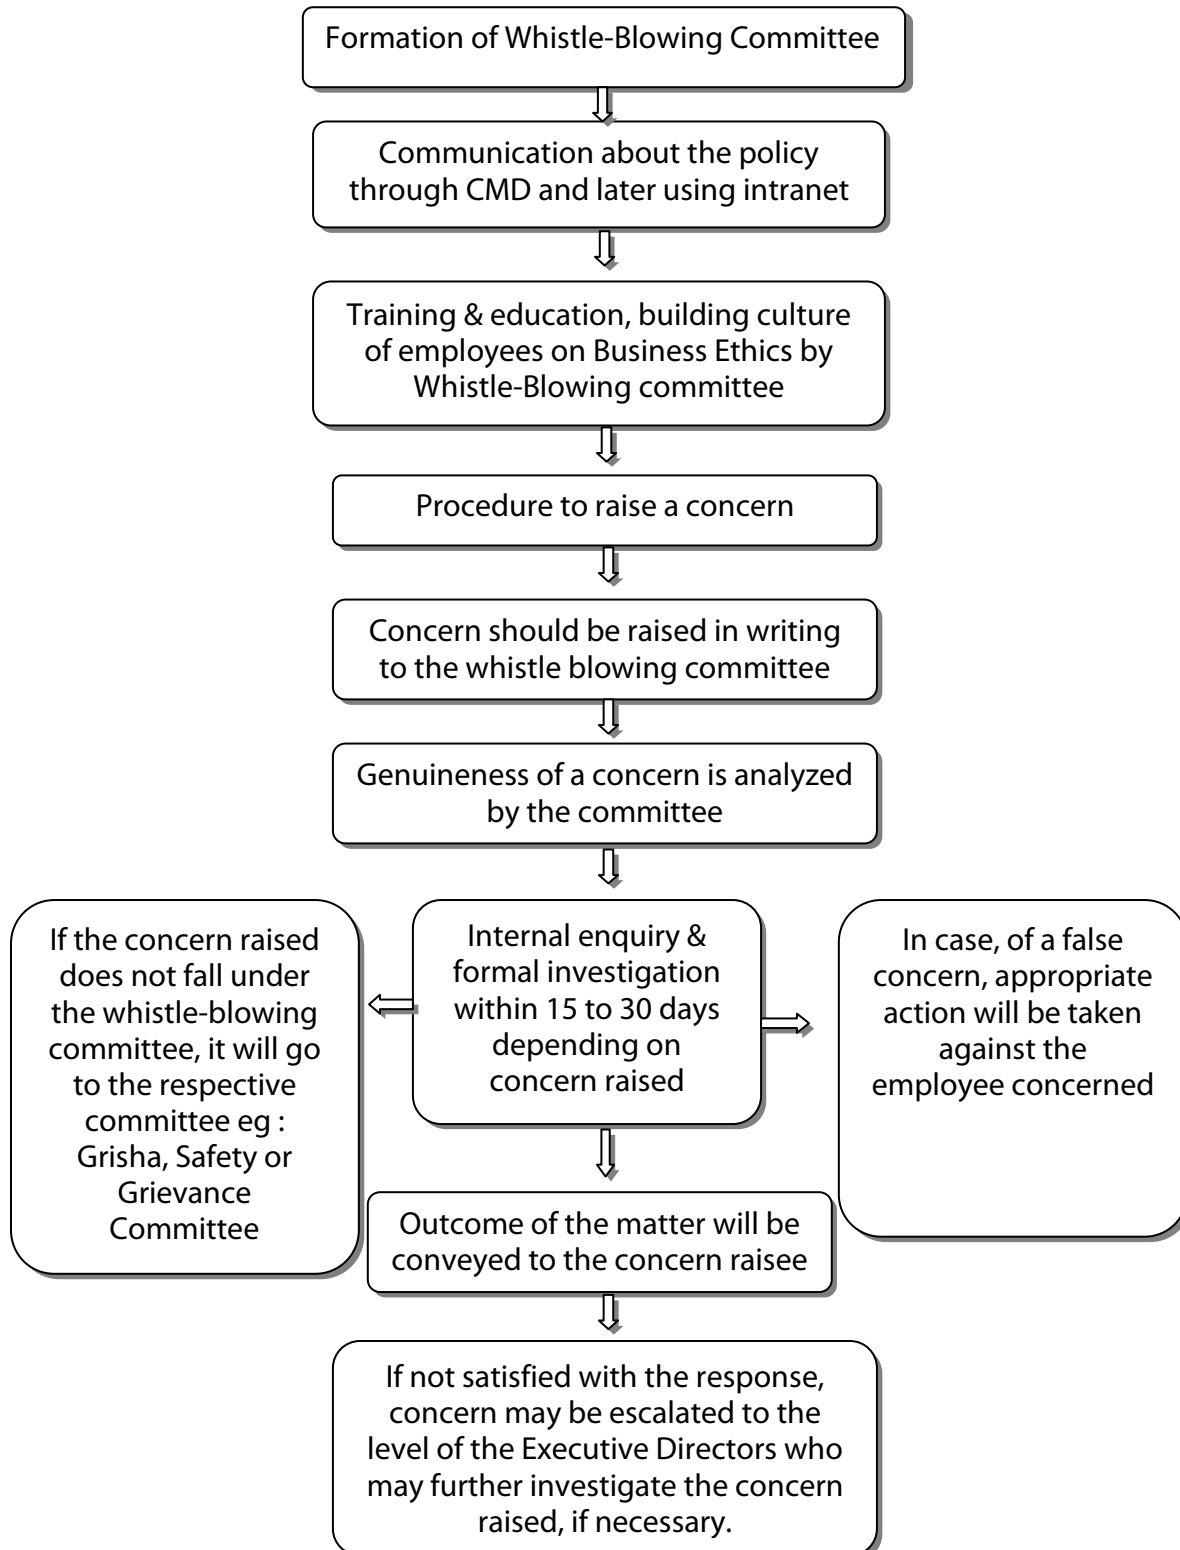 Formation of Whistle-Blowing Committee
Communication about the policy
through CMD and later using intranet
Training & education, building culture
of employees on Business Ethics by
Whistle-Blowing committee
Procedure to raise a concern
Concern should be raised in writing
to the whistle blowing committee
Genuineness of a concern is analyzed
by the committee
If the concern raised
does not fall under
the whistle-blowing
committee, it will go
to the respective
committee eg :
Grisha, Safety or
Grievance
Committee
Internal enquiry &
formal investigation
within 15 to 30 days
depending on
concern raised
In case, of a false
concern, appropriate
action will be taken
against the
employee concerned
Outcome of the matter will be
conveyed to the concern raisee
If not satisfied with the response,
concern may be escalated to the
level of the Executive Directors who
may further investigate the concern
raised, if necessary.